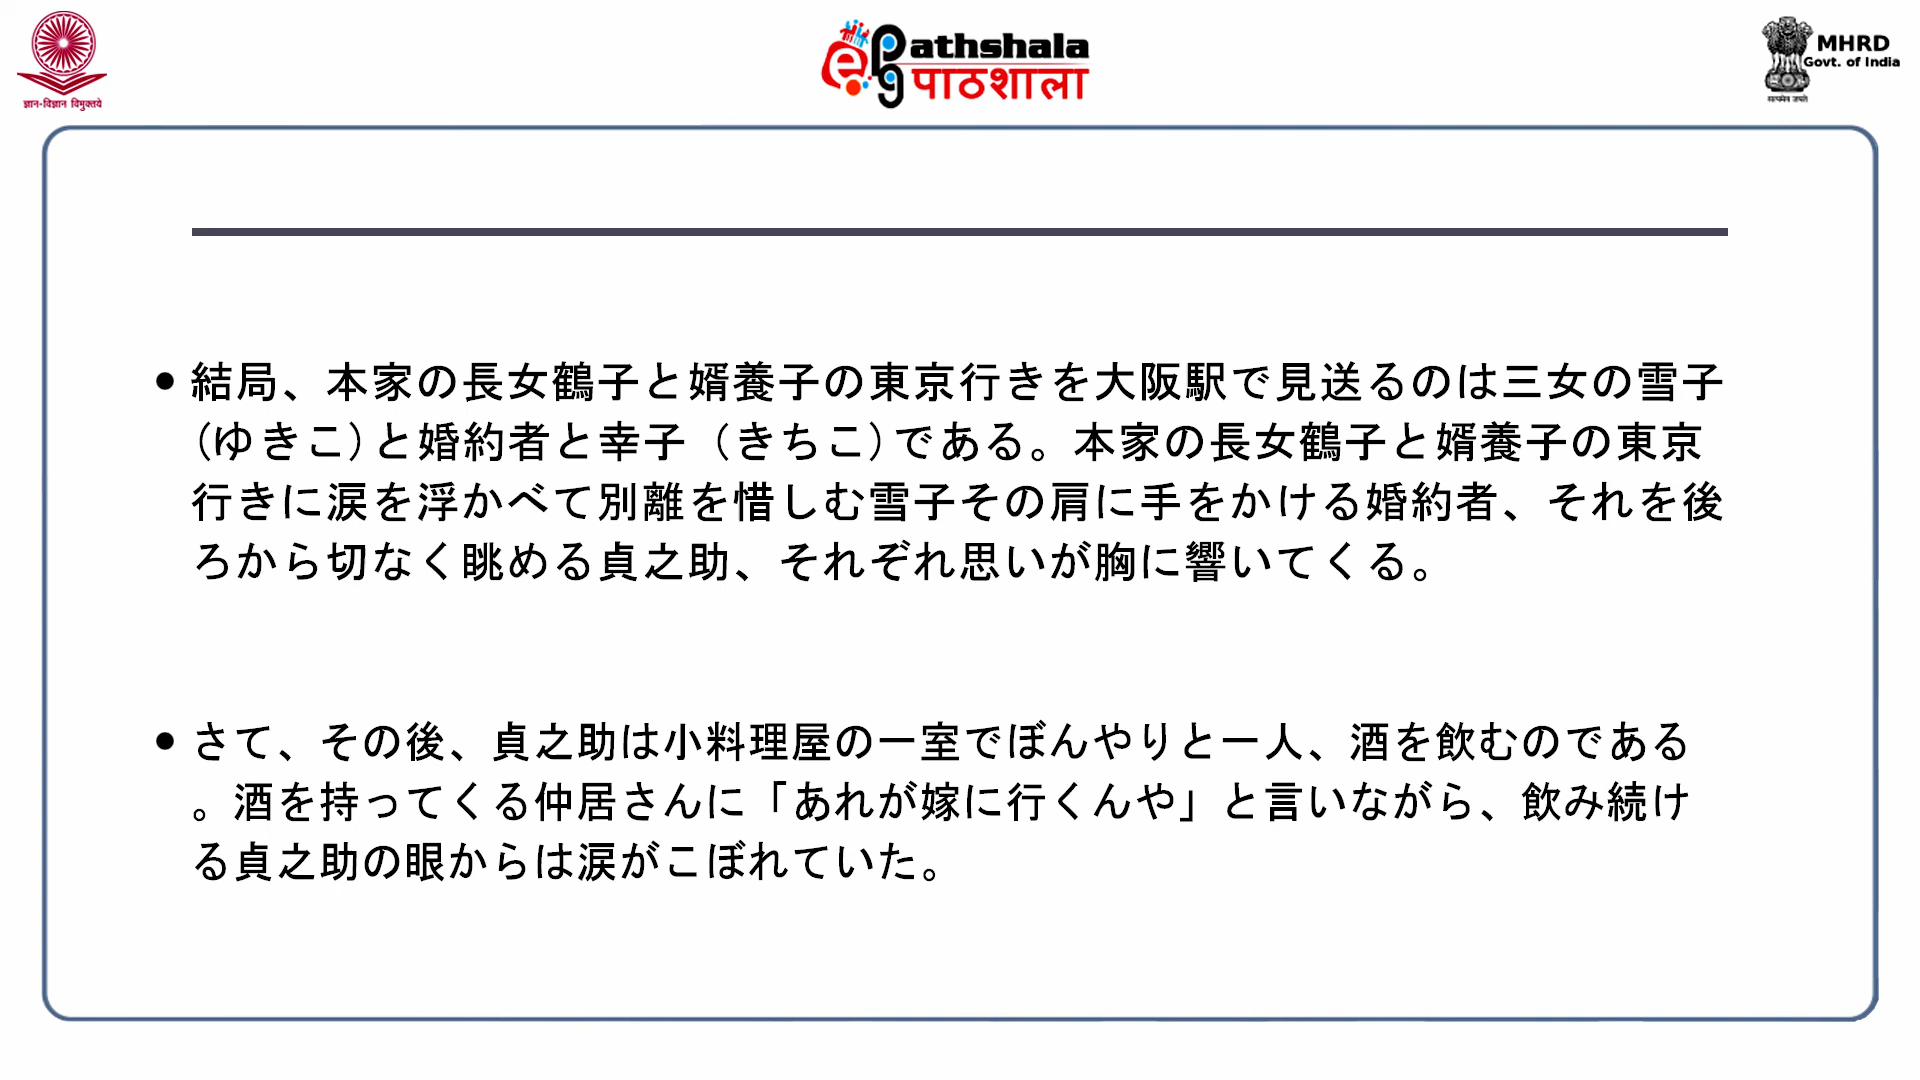 ज्ञान-विज्ञान विमुक्तये
ePathshala
पाठशाला
MHRD
Govt. of India
सत्यमेव जयते
• 結局、本家の長女鶴子と婿養子の東京行きを大阪駅で見送るのは三女の雪子
(ゆきこ)と婚約者と幸子 (きちこ)である。本家の長女鶴子と婿養子の東京
行きに涙を浮かべて別離を惜しむ雪子その肩に手をかける婚約者、それを後
ろから切なく眺める貞之助、それぞれ思いが胸に響いてくる。
• さて、その後、貞之助は小料理屋の一室でぼんやりと一人、酒を飲むのである
。酒を持ってくる仲居さんに「あれが嫁に行くんや」と言いながら、飲み続け
る貞之助の眼からは涙がこぼれていた。